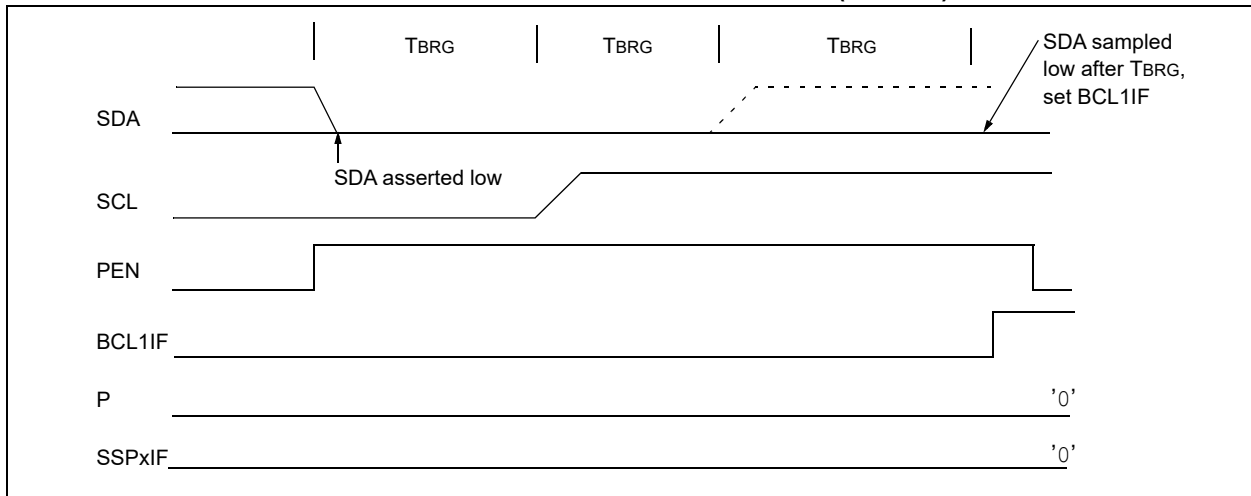 TBRG
TBRG
TBRG
SDA sampled
low after TBRG,
set BCL1IF
SDA
SDA asserted low
SCL
PEN
BCL1IF
P
'0'
SSPxIF
'0'